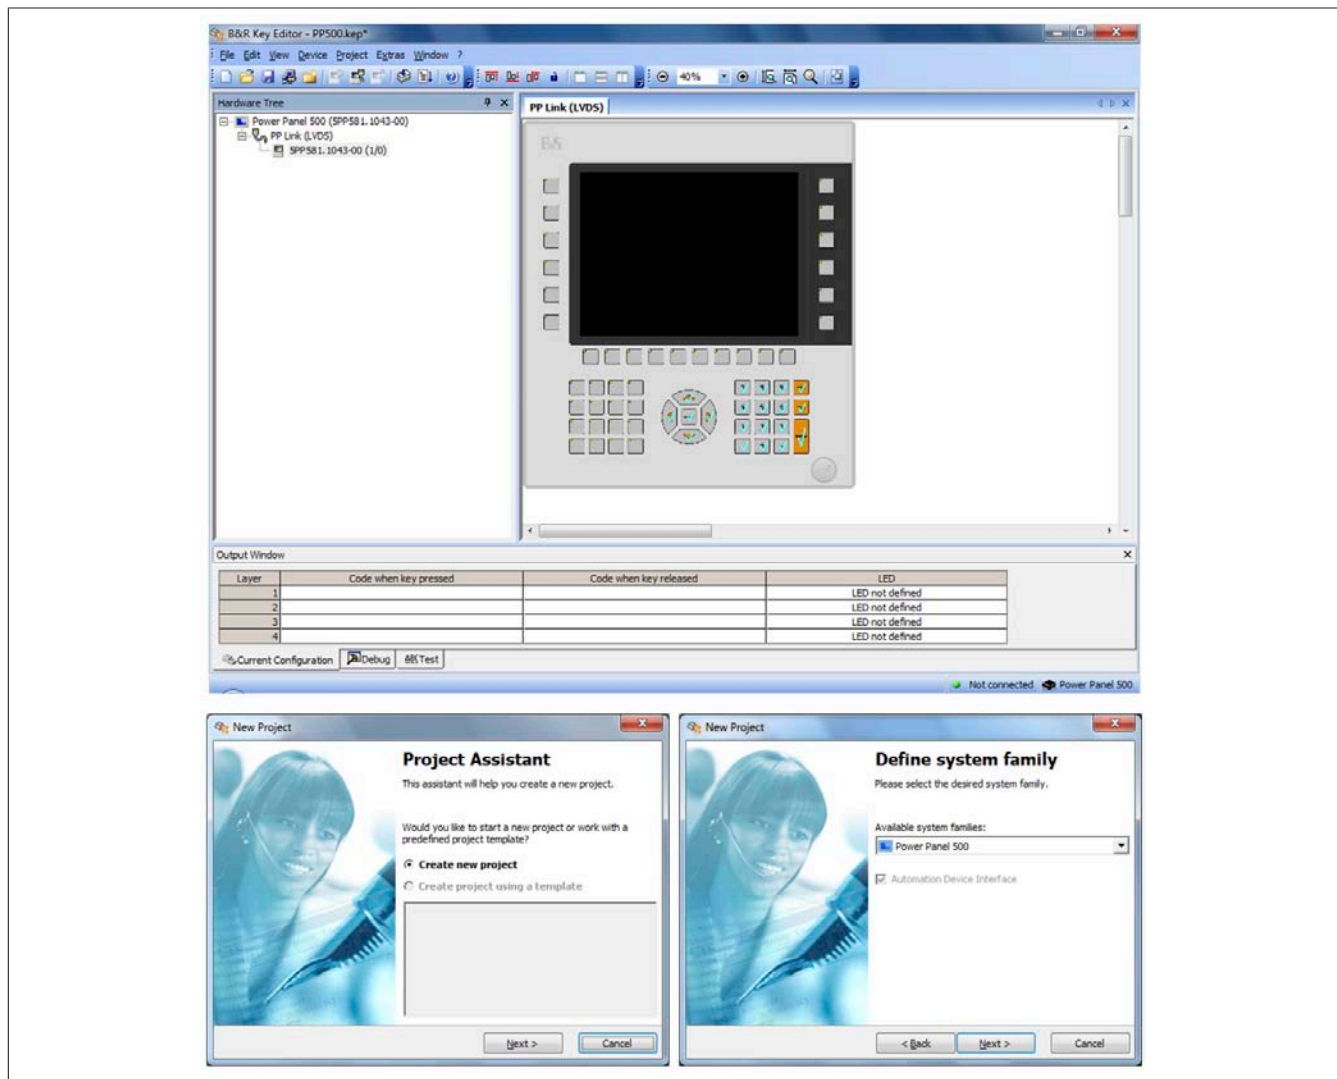 B&R Key Editor - PP500.kep*
File Edit View Device Project Extras Window ?
40%
Hardware Tree
Power Panel 500 (5PP581.1043-00)
PP Link (LVDS)
5PP581.1043-00 (1/0)
PP Link (LVDS)
B&R
Output Window
Layer Code when key pressed Code when key released LED
1 LED not defined
2 LED not defined
3 LED not defined
4 LED not defined
Current Configuration Debug Test
Not connected Power Panel 500
New Project
Project Assistant
This assistant will help you create a new project.
Would you like to start a new project or work with a
predefined project template?
Create new project
Create project using a template
Next > Cancel
New Project
Define system family
Please select the desired system family.
Available system families:
Power Panel 500
Automation Device Interface
< Back Next > Cancel